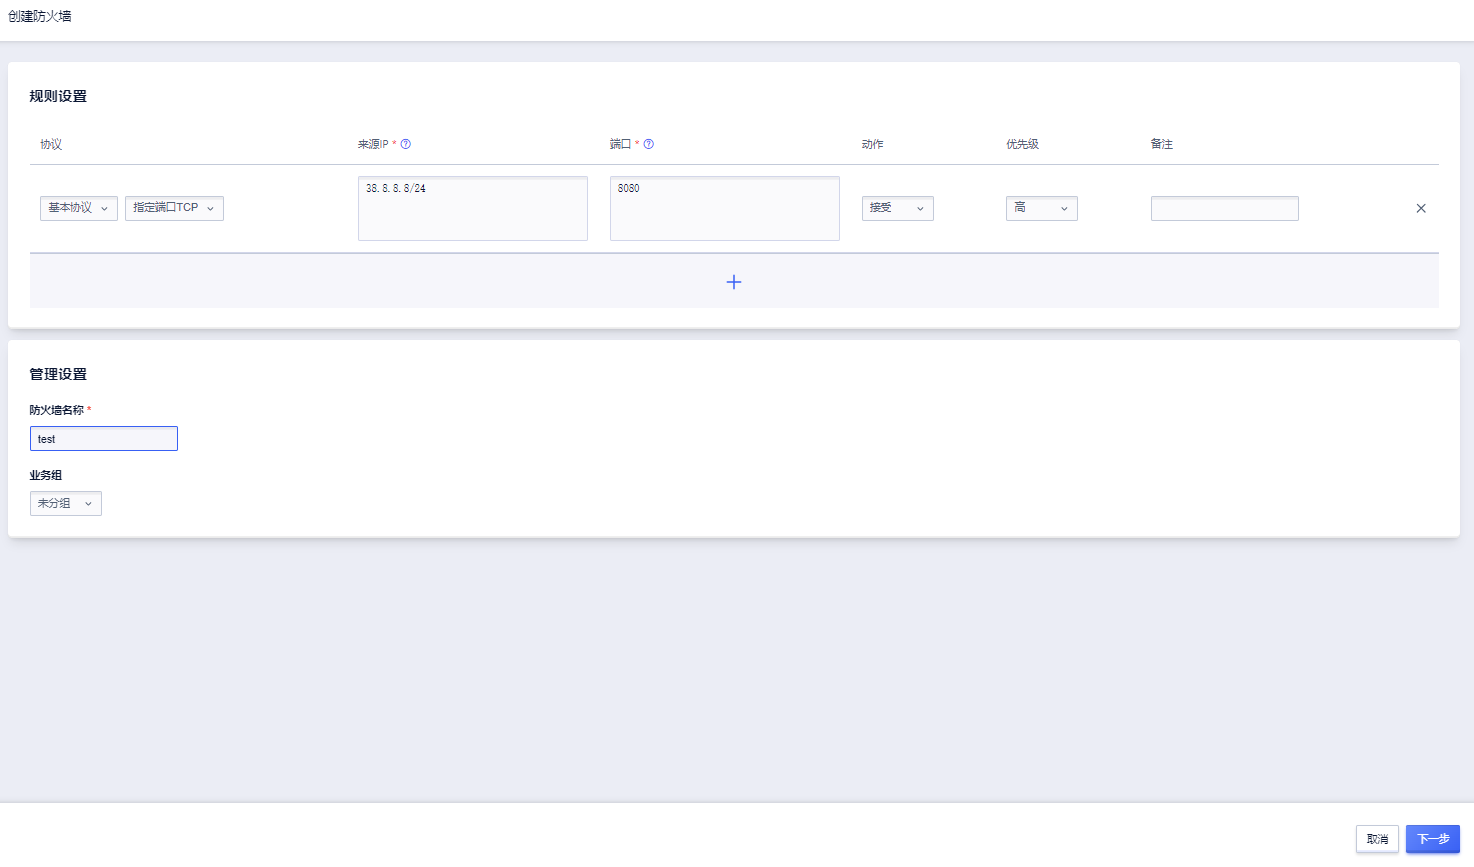 创建防火墙
规则设置
协议 来源IP * 端口 * 动作 优先级 备注
基本协议 指定端口TCP 38.8.8.8/24 8080 接受 高
管理设置
防火墙名称 *
test
业务组
未分组
取消 下一步